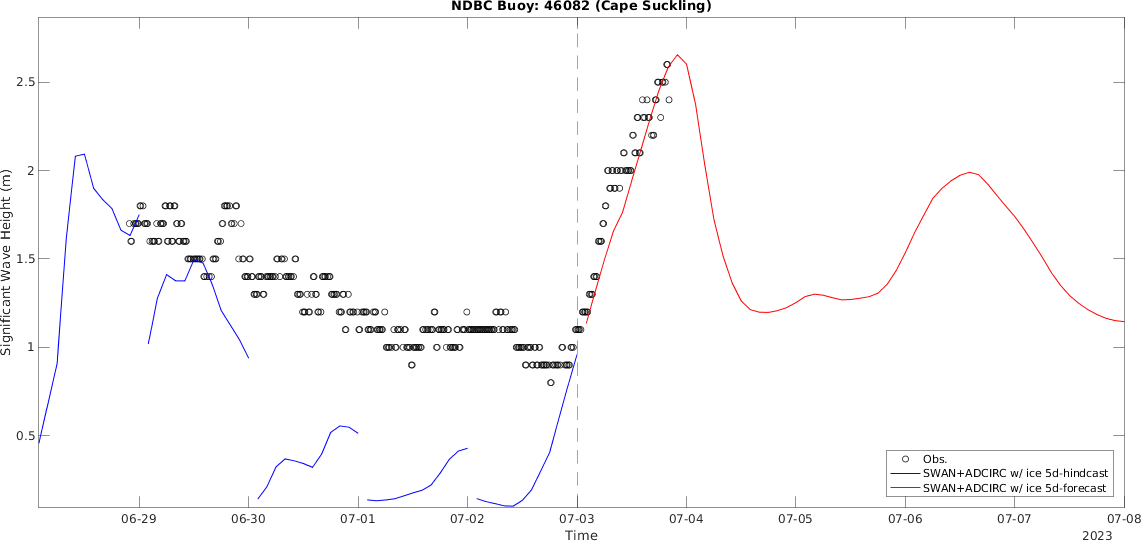 NDBC Buoy: 46082 (Cape Suckling)
Significant Wave Height (m)
2.5
2
1.5
1
0.5
Obs.
SWAN+ADCIRC w/ ice 5d-hindcast
SWAN+ADCIRC w/ ice 5d-forecast
06-29 06-30 07-01 07-02 07-03 07-04 07-05 07-06 07-07 07-08
Time 2023